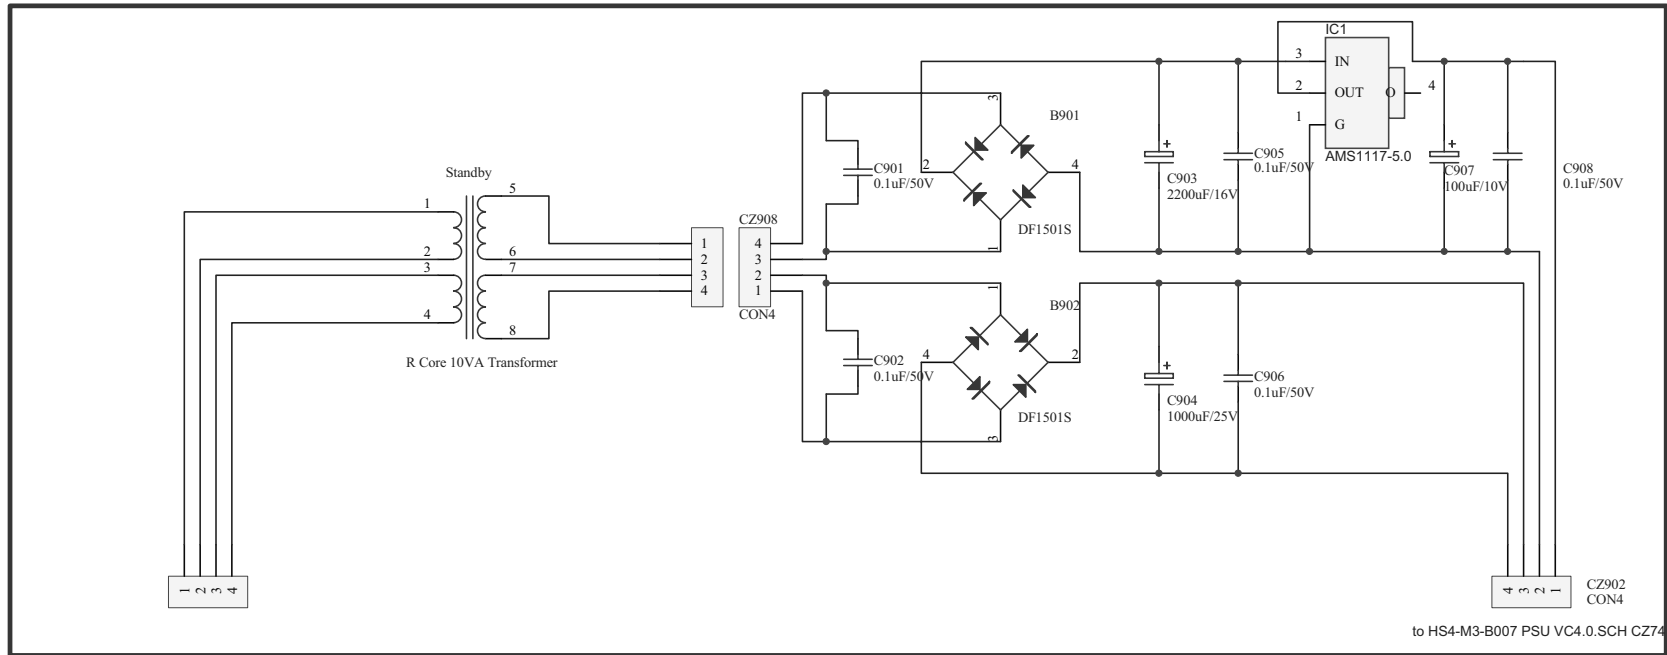 IC1
3 IN
2 OUT O 4
1 G
AMS1117-5.0
3
B901
2 4
1
DF1501S
C901
0.1uF/50V
C903
2200uF/16V
+
C905
0.1uF/50V
+
C907
100uF/10V
C908
0.1uF/50V
Standby
1 5
2 6
3 7
4 8
R Core 10VA Transformer
CZ908
1 4
2 3
3 2
4 1
CON4
1
B902
4 2
3
DF1501S
C902
0.1uF/50V
+
C904
1000uF/25V
C906
0.1uF/50V
1 2 3 4
4 3 2 1
CZ902
CON4
to HS4-M3-B007 PSU VC4.0.SCH CZ74